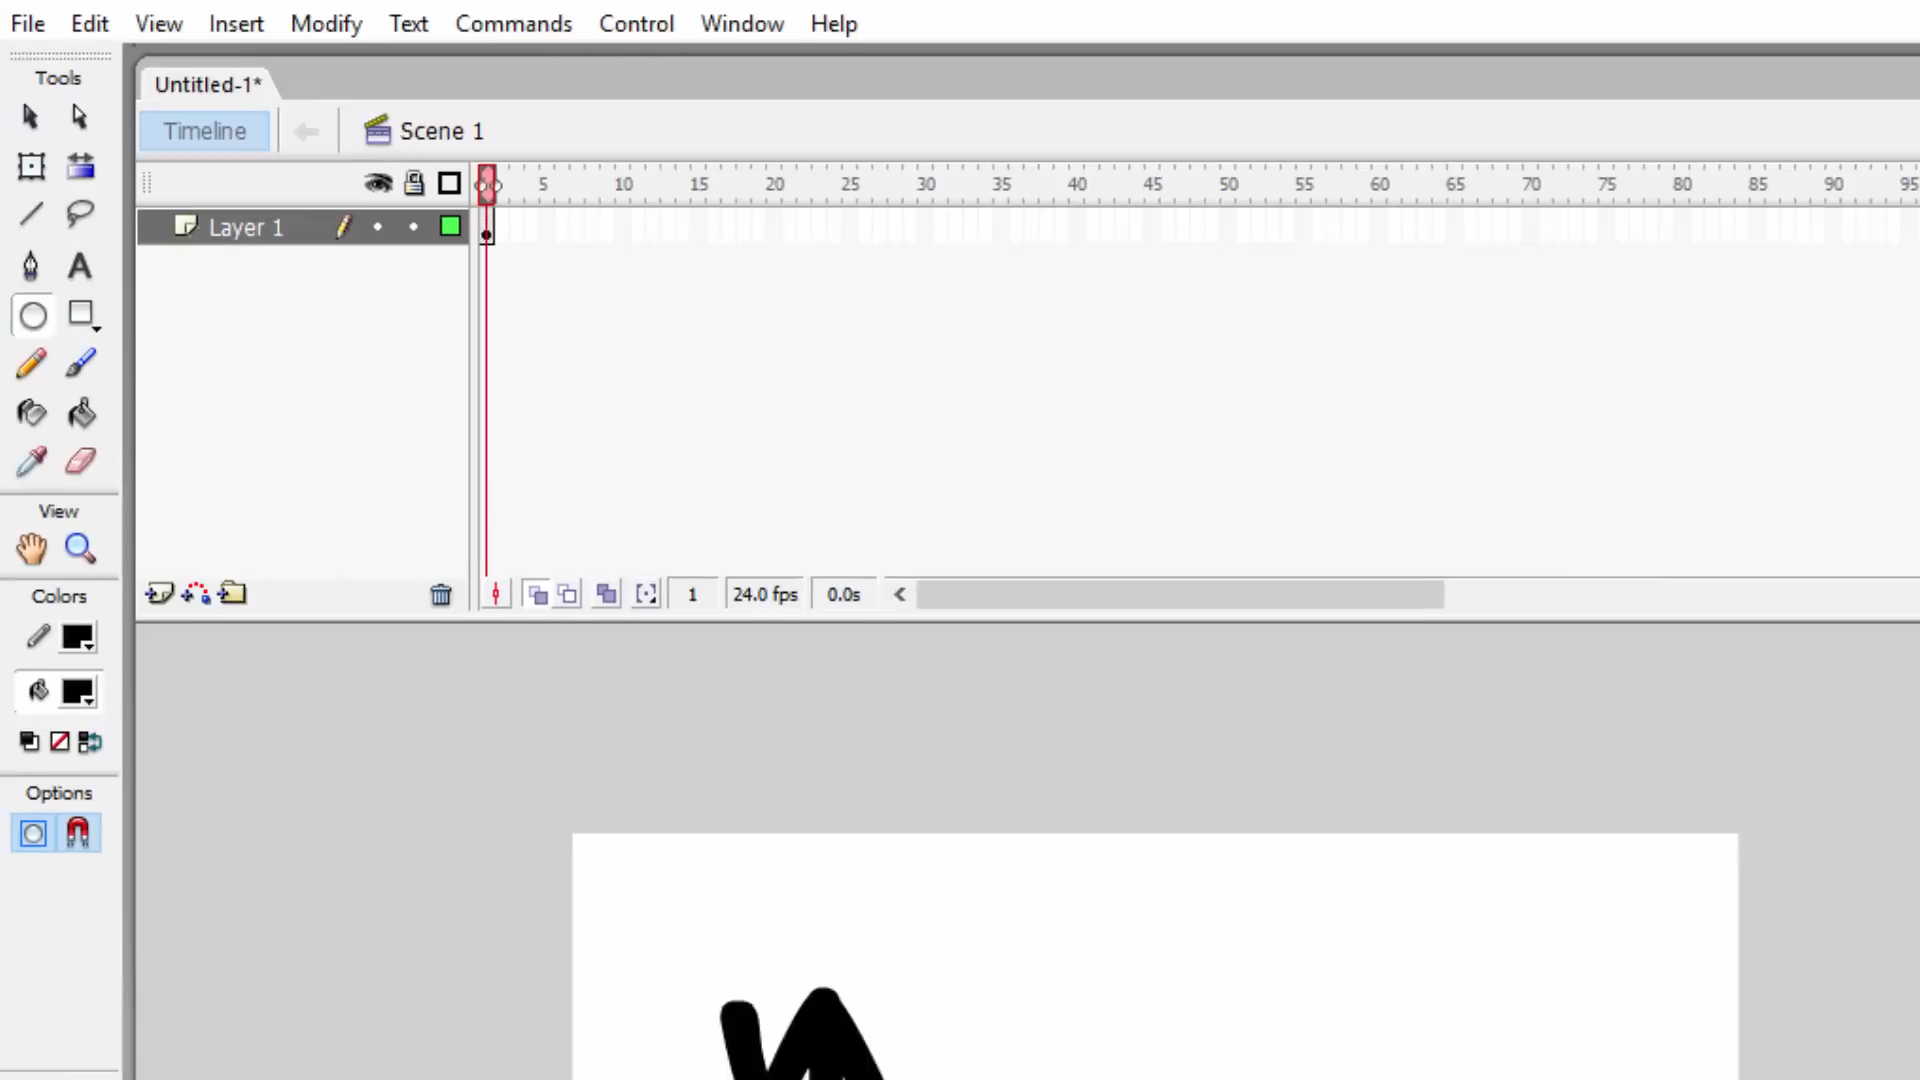 File Edit View Insert Modify Text Commands Control Window Help
Tools
Untitled-1*
Timeline Scene 1
5 10 15 20 25 30 35 40 45 50 55 60 65 70 75 80 85 90 95
Layer 1
A
View
1 24.0 fps 0.0s
Colors
Options